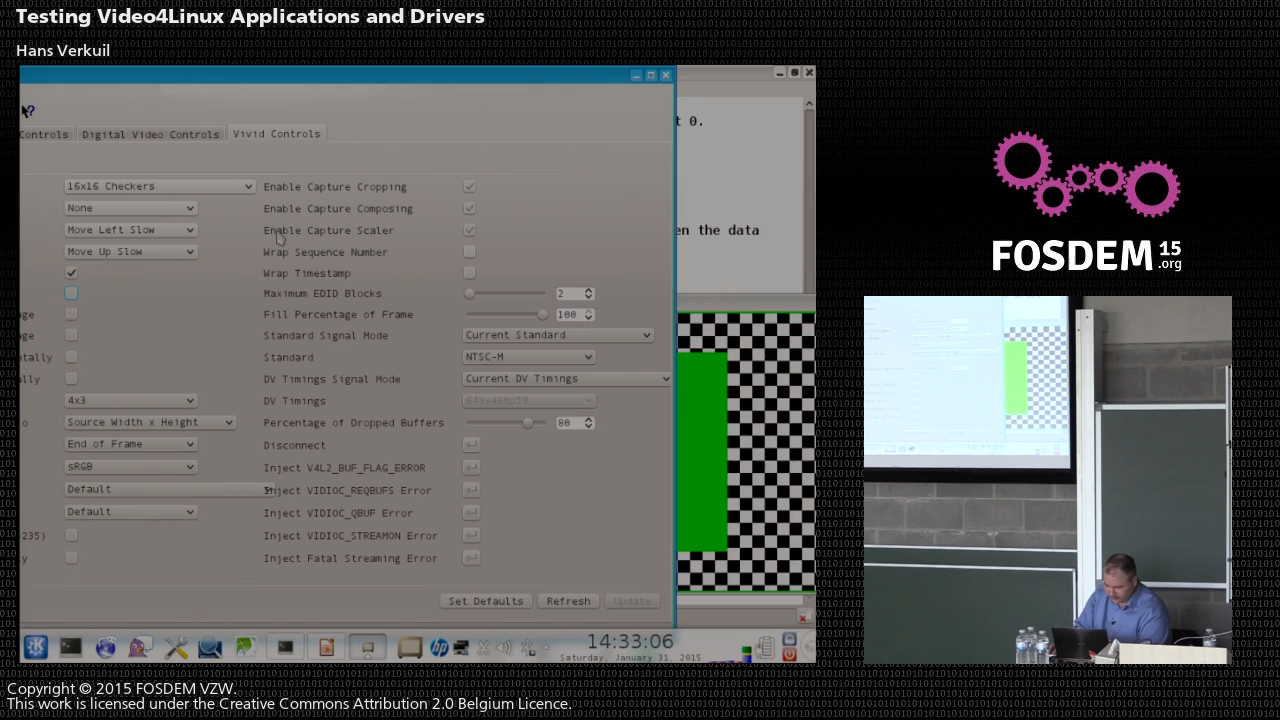 Testing Video4Linux Applications and Drivers
Hans Verkuil
t 0.
Controls Digital Video Controls Vivid Controls
16x16 Checkers Enable Capture Cropping
None Enable Capture Composing
Move Left Slow Enable Capture Scaler
en the data
Move Up Slow Wrap Sequence Number
Wrap Timestamp
Maximum EDID Blocks 2
ge Fill Percentage of Frame 100
ge Standard Signal Mode Current Standard
tally Standard NTSC-M
lly DV Timings Signal Mode Current DV Timings
4x3 DV Timings 640x480p59
o Source Width x Height Percentage of Dropped Buffers 80
End of Frame Disconnect
sRGB Inject V4L2_BUF_FLAG_ERROR
Default Inject VIDIOC_REQBUFS Error
Default Inject VIDIOC_QBUF Error
235) Inject VIDIOC_STREAMON Error
y Inject Fatal Streaming Error
Set Defaults Refresh Update
14:33:06
Saturday, January 31, 2015
FOSDEM 15
.org
Copyright © 2015 FOSDEM VZW.
This work is licensed under the Creative Commons Attribution 2.0 Belgium Licence.